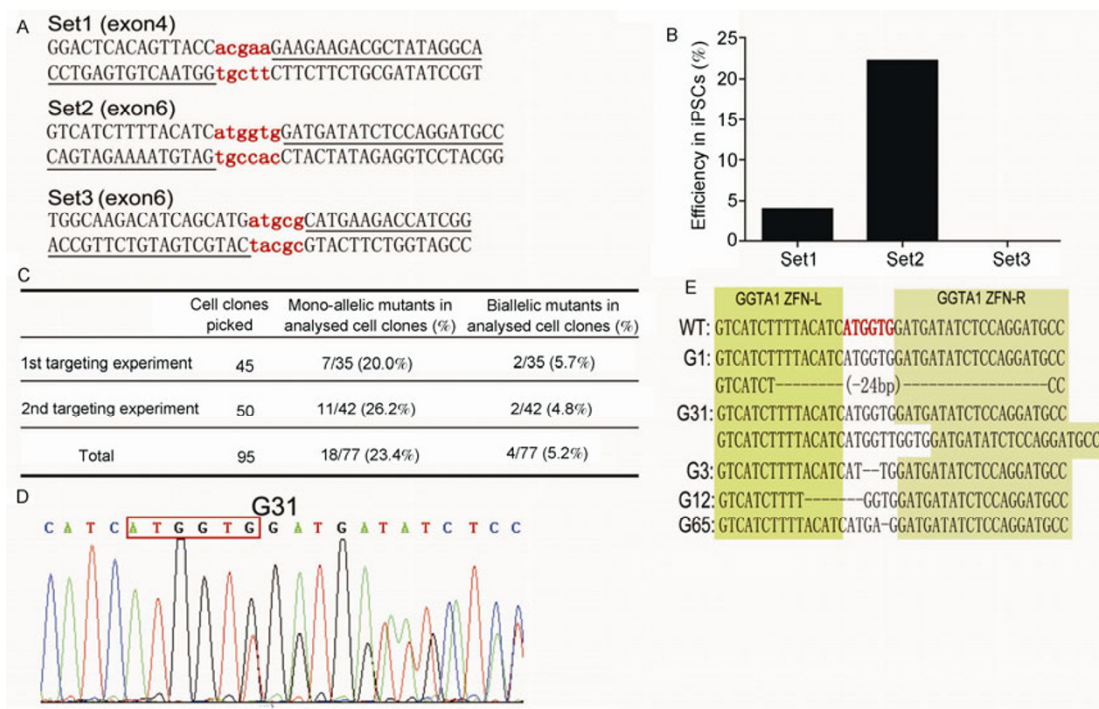 A
Set1 (exon4)
GGACTCACAGTTACCacgaaGAAGAAGACGCTATAGGCA
CCTGAGTGTCAATGGtgcttCTTCTTCTGCGATATCCGT
Set2 (exon6)
GTCATCTTTTACATCatggtgGATGATATCTCCAGGATGCC
CAGTAGAAAATGTAGtgccacCTACTATAGAGGTCCTACGG
Set3 (exon6)
TGGCAAGACATCAGCATGatgcgCATGAAGACCATCGG
ACCGTTCTGTAGTCGTACtacgcGTACTTCTGGTAGCC
B
Efficiency in iPSCs (%)
25
20
15
10
5
0
Set1 Set2 Set3
C
Cell clones picked
Mono-allelic mutants in analysed cell clones (%)
Biallelic mutants in analysed cell clones (%)
1st targeting experiment 45 7/35 (20.0%) 2/35 (5.7%)
2nd targeting experiment 50 11/42 (26.2%) 2/42 (4.8%)
Total 95 18/77 (23.4%) 4/77 (5.2%)
D
G31
C A T C A T G G T G G A T G A T A T C T C C
E
GGTA1 ZFN-L GGTA1 ZFN-R
WT: GTCATCTTTTACATCATGGTGGATGATATCTCCAGGATGCC
G1: GTCATCTTTTACATCATGGTGGATGATATCTCCAGGATGCC
GTCATCT--------(-24bp)-----------------CC
G31: GTCATCTTTTACATCATGGTGGATGATATCTCCAGGATGCC
GTCATCTTTTACATCATGGTTGGTGGATGATATCTCCAGGATGCC
G3: GTCATCTTTTACATCAT--TGGATGATATCTCCAGGATGCC
G12: GTCATCTTTT-------GGTGGATGATATCTCCAGGATGCC
G65: GTCATCTTTTACATCATGA-GGATGATATCTCCAGGATGCC